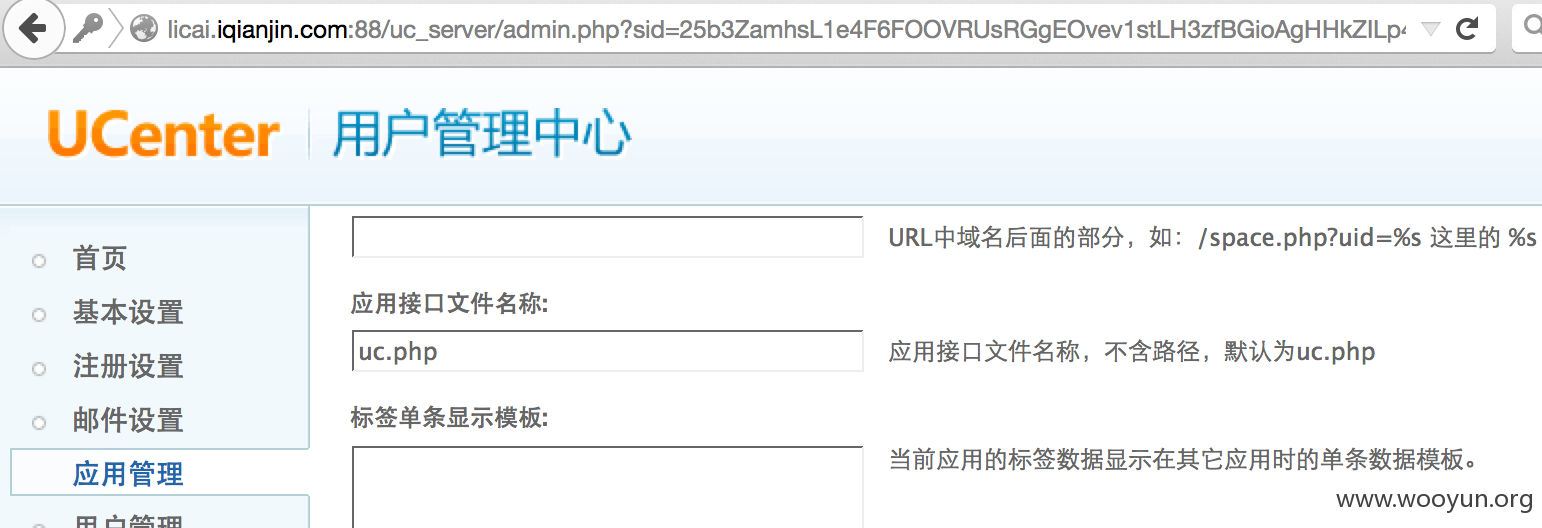 licai.iqianjin.com:88/uc_server/admin.php?sid=25b3ZamhsL1e4F6FOOVRUsRGgEOvev1stLH3zfBGioAgHHkZILp4
UCenter 用户管理中心
首页
基本设置
注册设置
邮件设置
应用管理
用户管理
URL中域名后面的部分，如：/space.php?uid=%s 这里的 %s
应用接口文件名称:
uc.php
应用接口文件名称，不含路径，默认为uc.php
标签单条显示模板:
当前应用的标签数据显示在其它应用时的单条数据模板。
www.wooyun.org